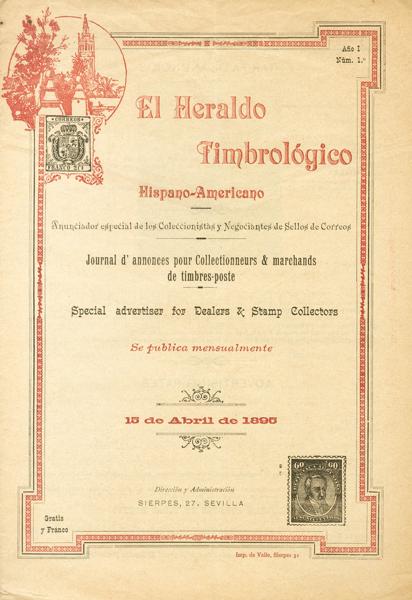 Año I
Núm. 1.º
El Heraldo
Timbrológico
Hispano-Americano
Anunciador especial de los Coleccionistas y Negociantes de Sellos de Correos
Journal d' annonces pour Collectionneurs & marchands
de timbres-poste
Special advertiser for Dealers & Stamp Collectors
Se publica mensualmente
15 de Abril de 1895
Dirección y Administración
SIERPES, 27, SEVILLA
Gratis
y Franco
CORREOS
60 60
Imp. de Valle, Sierpes 31